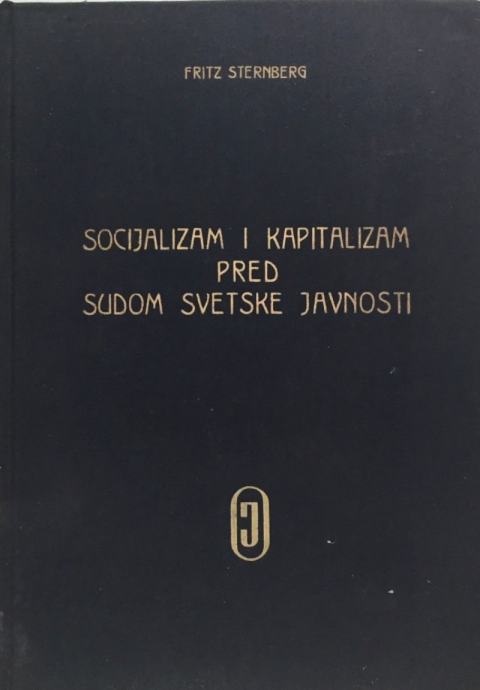 FRITZ STERNBERG
SOCIJALIZAM I KAPITALIZAM
PRED
SUDOM SVETSKE JAVNOSTI